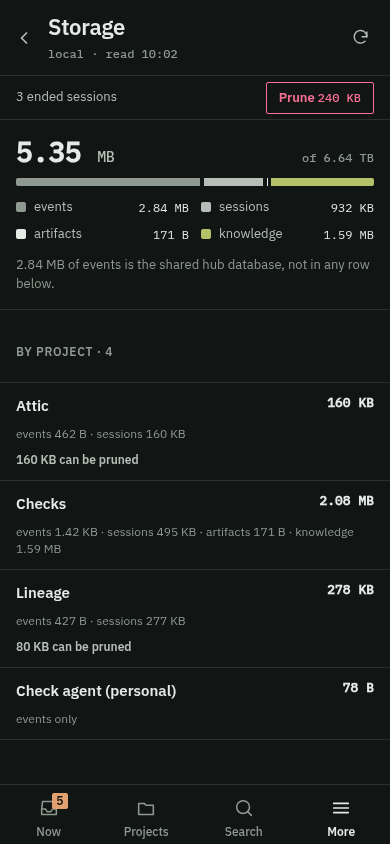 Storage
local · read 10:02
3 ended sessions
Prune 240 KB
5.35 MB
of 6.64 TB
events 2.84 MB sessions 932 KB
artifacts 171 B knowledge 1.59 MB
2.84 MB of events is the shared hub database, not in any row
below.
BY PROJECT · 4
Attic 160 KB
events 462 B · sessions 160 KB
160 KB can be pruned
Checks 2.08 MB
events 1.42 KB · sessions 495 KB · artifacts 171 B · knowledge
1.59 MB
Lineage 278 KB
events 427 B · sessions 277 KB
80 KB can be pruned
Check agent (personal) 78 B
events only
5
Now Projects Search More